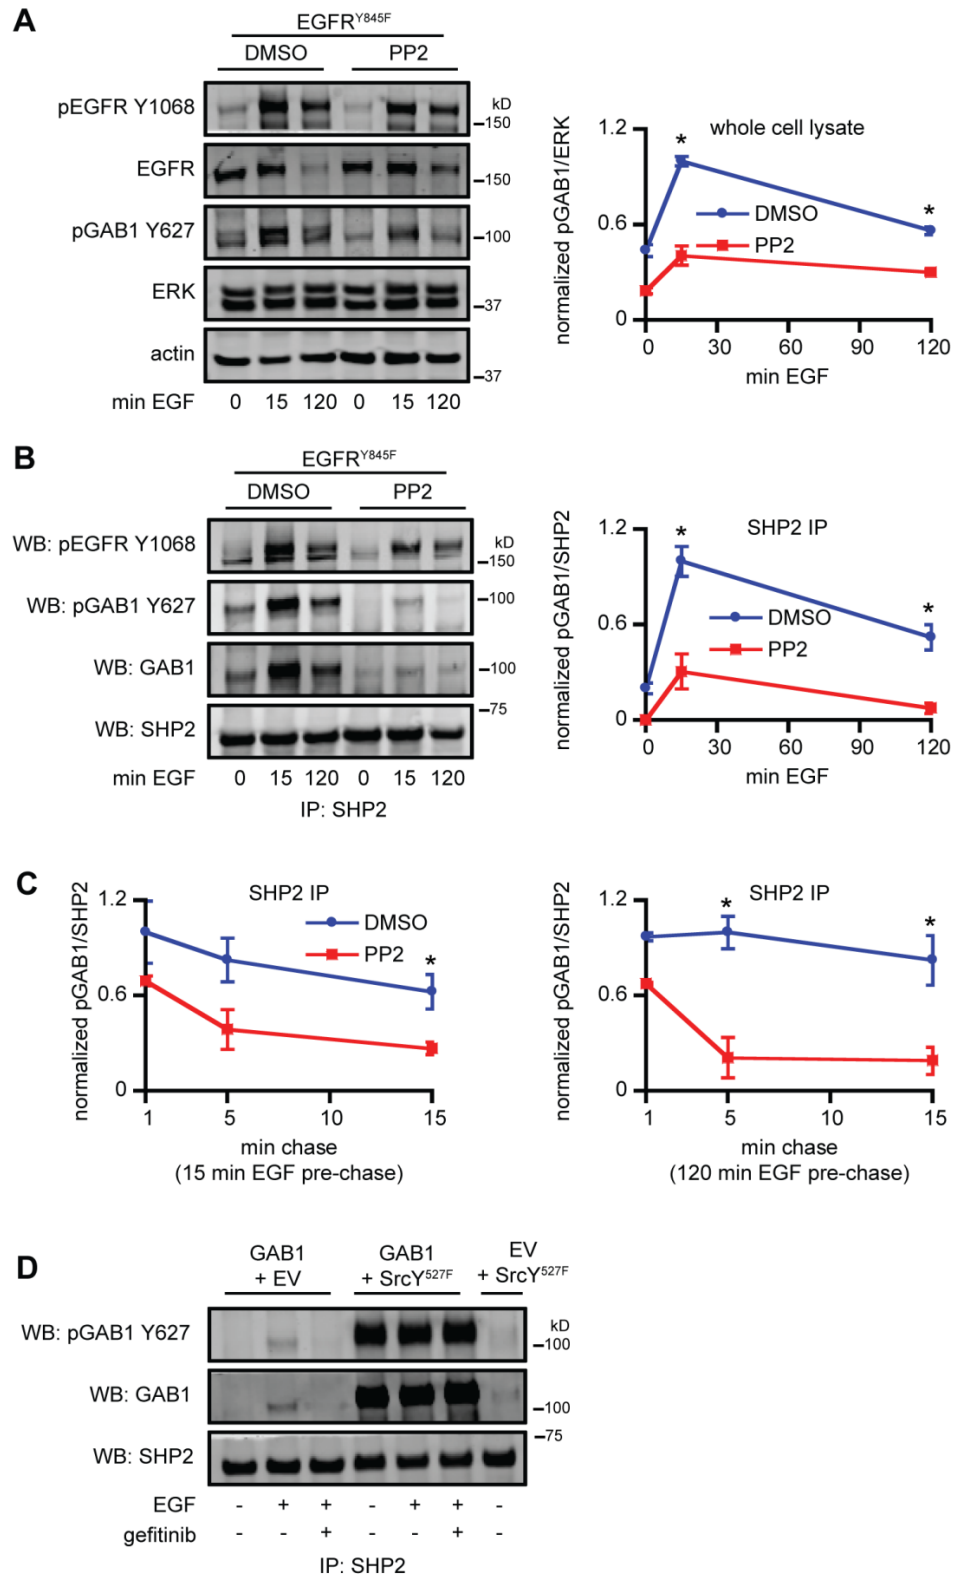 A
EGFR^Y845F
DMSO PP2
pEGFR Y1068
kD
–150
EGFR
–150
pGAB1 Y627
–100
ERK
–37
actin
–37
min EGF 0 15 120 0 15 120
whole cell lysate
normalized pGAB1/ERK
1.2
0.6
0
* *
DMSO
PP2
0 30 60 90 120
min EGF
B
EGFR^Y845F
DMSO PP2
WB: pEGFR Y1068
kD
–150
WB: pGAB1 Y627
–100
WB: GAB1
–100
–75
WB: SHP2
min EGF 0 15 120 0 15 120
IP: SHP2
SHP2 IP
normalized pGAB1/SHP2
1.2
0.6
0
* *
DMSO
PP2
0 30 60 90 120
min EGF
C
SHP2 IP
normalized pGAB1/SHP2
1.2
0.6
0
DMSO
PP2
*
1 5 10 15
min chase
(15 min EGF pre-chase)
SHP2 IP
normalized pGAB1/SHP2
1.2
0.6
0
* *
1 5 10 15
min chase
(120 min EGF pre-chase)
D
GAB1 + EV
GAB1 + SrcY^527F
EV + SrcY^527F
WB: pGAB1 Y627
kD
–100
WB: GAB1
–100
–75
WB: SHP2
EGF - + + - + + -
gefitinib - - + - - + -
IP: SHP2